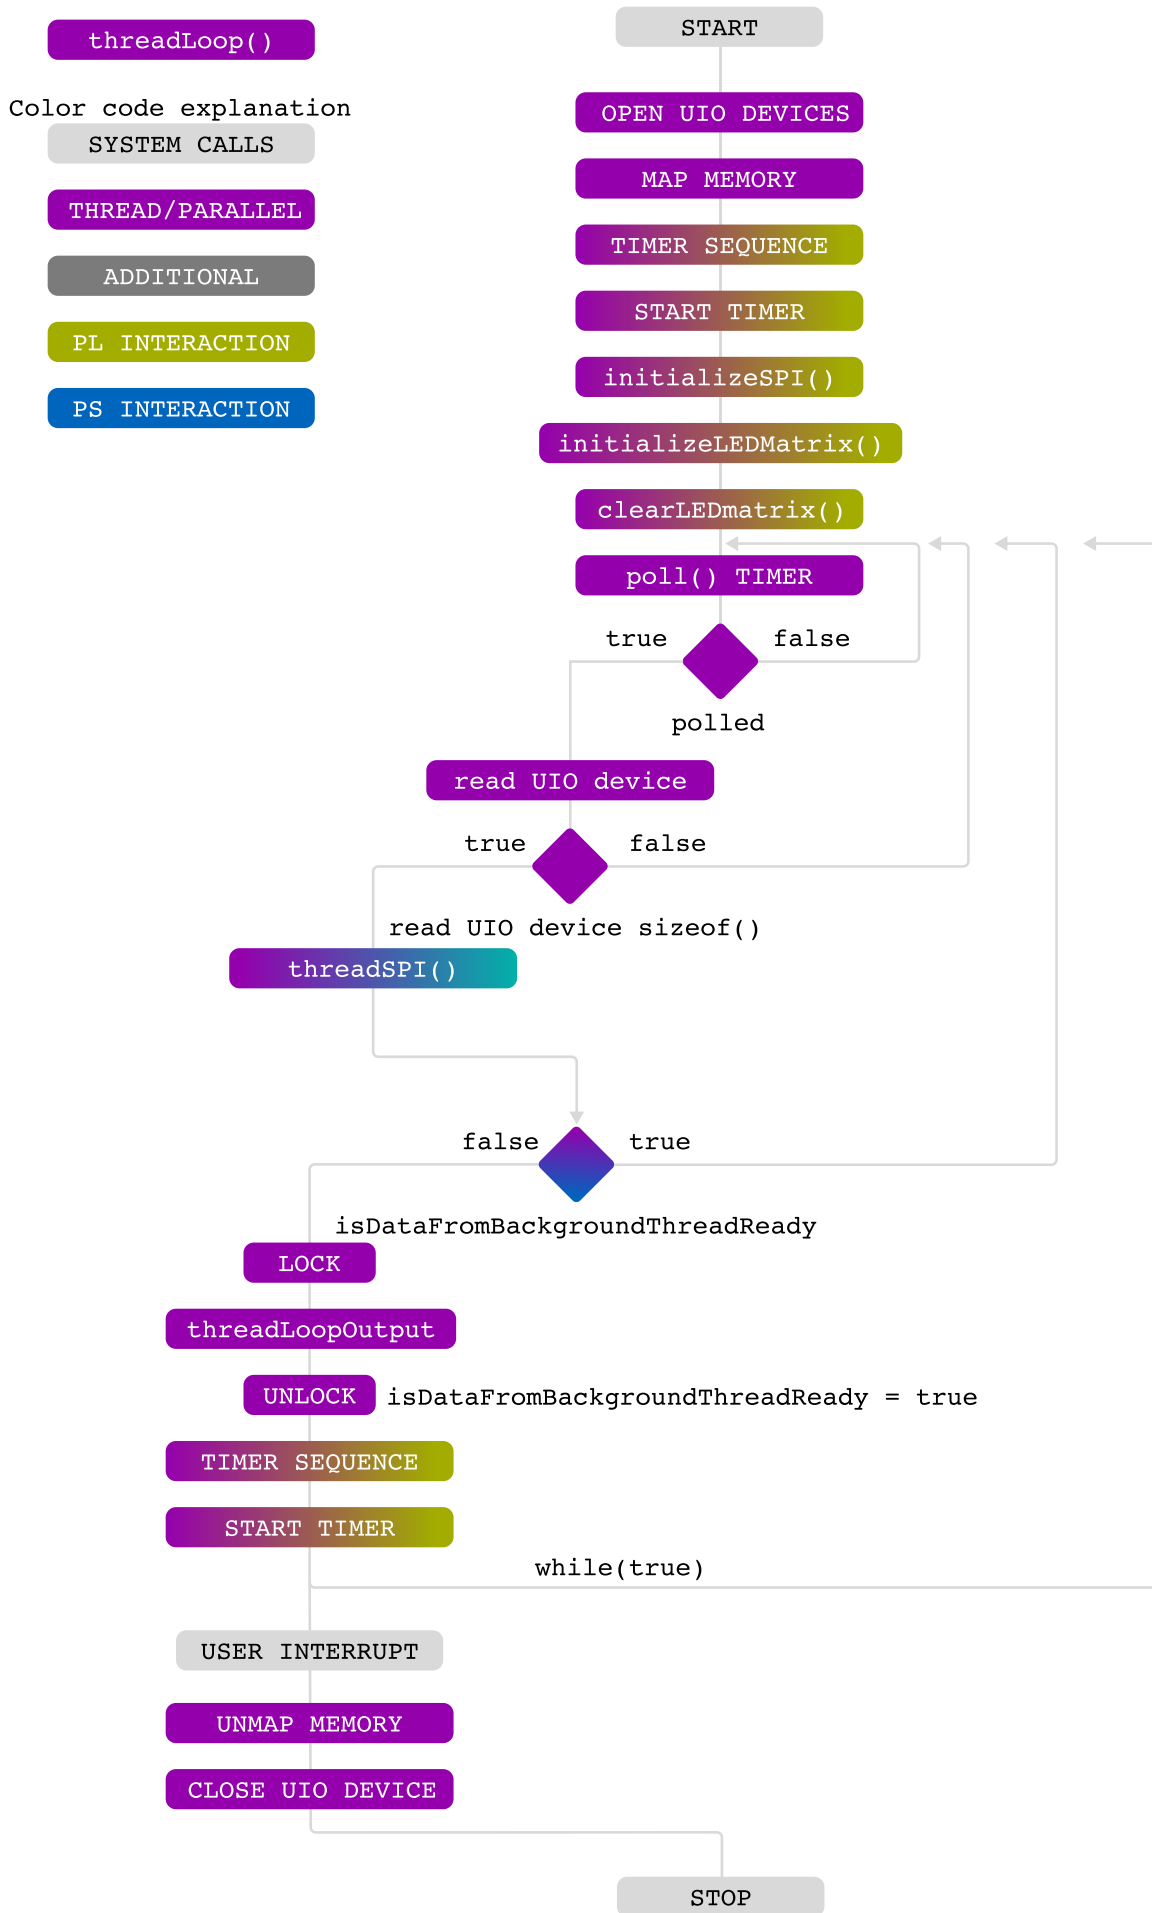 threadLoop()
Color code explanation
SYSTEM CALLS
THREAD/PARALLEL
ADDITIONAL
PL INTERACTION
PS INTERACTION
START
OPEN UIO DEVICES
MAP MEMORY
TIMER SEQUENCE
START TIMER
initializeSPI()
initializeLEDMatrix()
clearLEDmatrix()
poll() TIMER
true false
polled
read UIO device
true false
read UIO device sizeof()
threadSPI()
false true
isDataFromBackgroundThreadReady
LOCK
threadLoopOutput
UNLOCK isDataFromBackgroundThreadReady = true
TIMER SEQUENCE
START TIMER
while(true)
USER INTERRUPT
UNMAP MEMORY
CLOSE UIO DEVICE
STOP